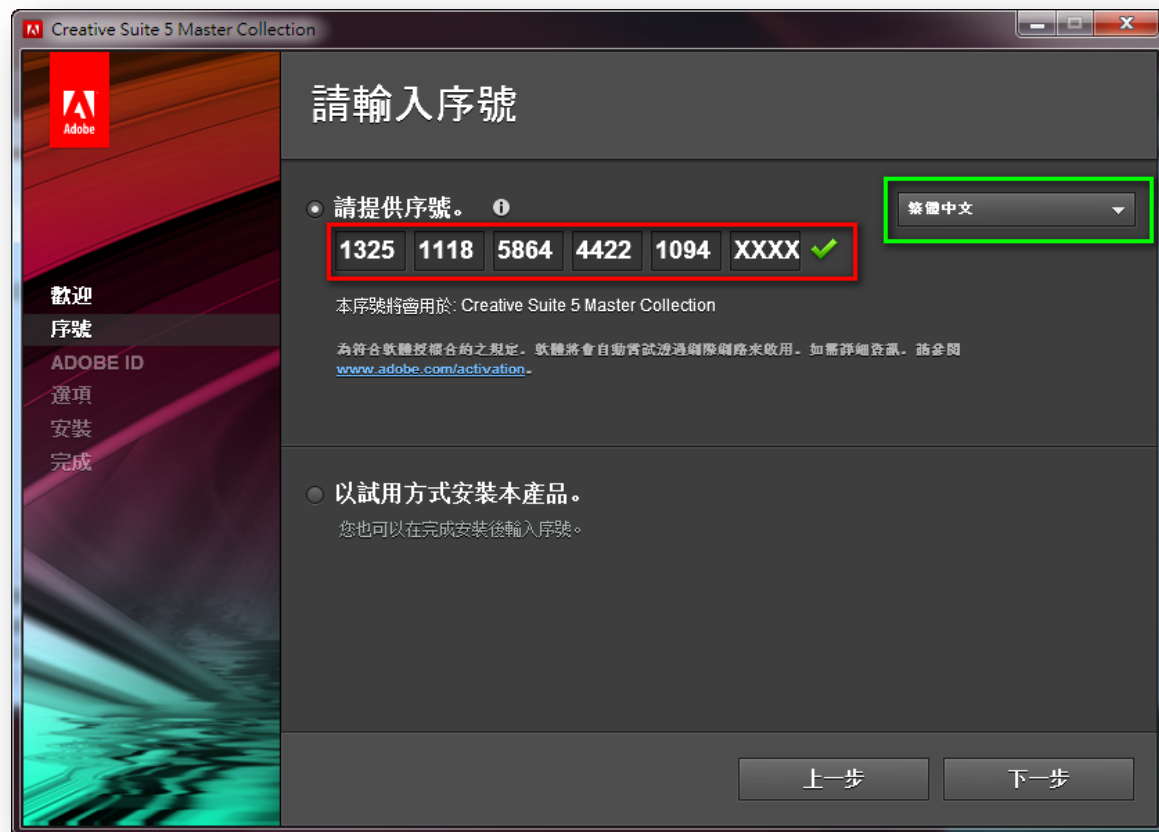 Creative Suite 5 Master Collection
Adobe
請輸入序號
請提供序號。
繁體中文
1325 1118 5864 4422 1094 XXXX
本序號將會用於: Creative Suite 5 Master Collection
為符合軟體授權合約之規定，軟體將會自動嘗試透過網際網路來啟用。如需詳細資訊，請參閱
www.adobe.com/activation。
歡迎
序號
ADOBE ID
選項
安裝
完成
以試用方式安裝本產品。
您也可以在完成安裝後輸入序號。
上一步
下一步